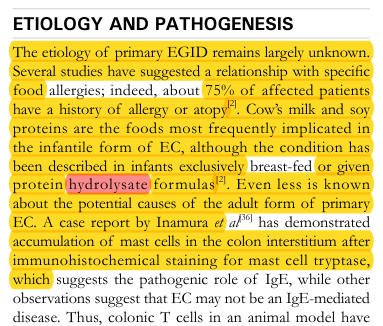 ETIOLOGY AND PATHOGENESIS
The etiology of primary EGID remains largely unknown.
Several studies have suggested a relationship with specific
food allergies; indeed, about 75% of affected patients
have a history of allergy or atopy[2]. Cow's milk and soy
proteins are the foods most frequently implicated in
the infantile form of EC, although the condition has
been described in infants exclusively breast-fed or given
protein hydrolysate formulas[2]. Even less is known
about the potential causes of the adult form of primary
EC. A case report by Inamura et al[36] has demonstrated
accumulation of mast cells in the colon interstitium after
immunohistochemical staining for mast cell tryptase,
which suggests the pathogenic role of IgE, while other
observations suggest that EC may not be an IgE-mediated
disease. Thus, colonic T cells in an animal model have